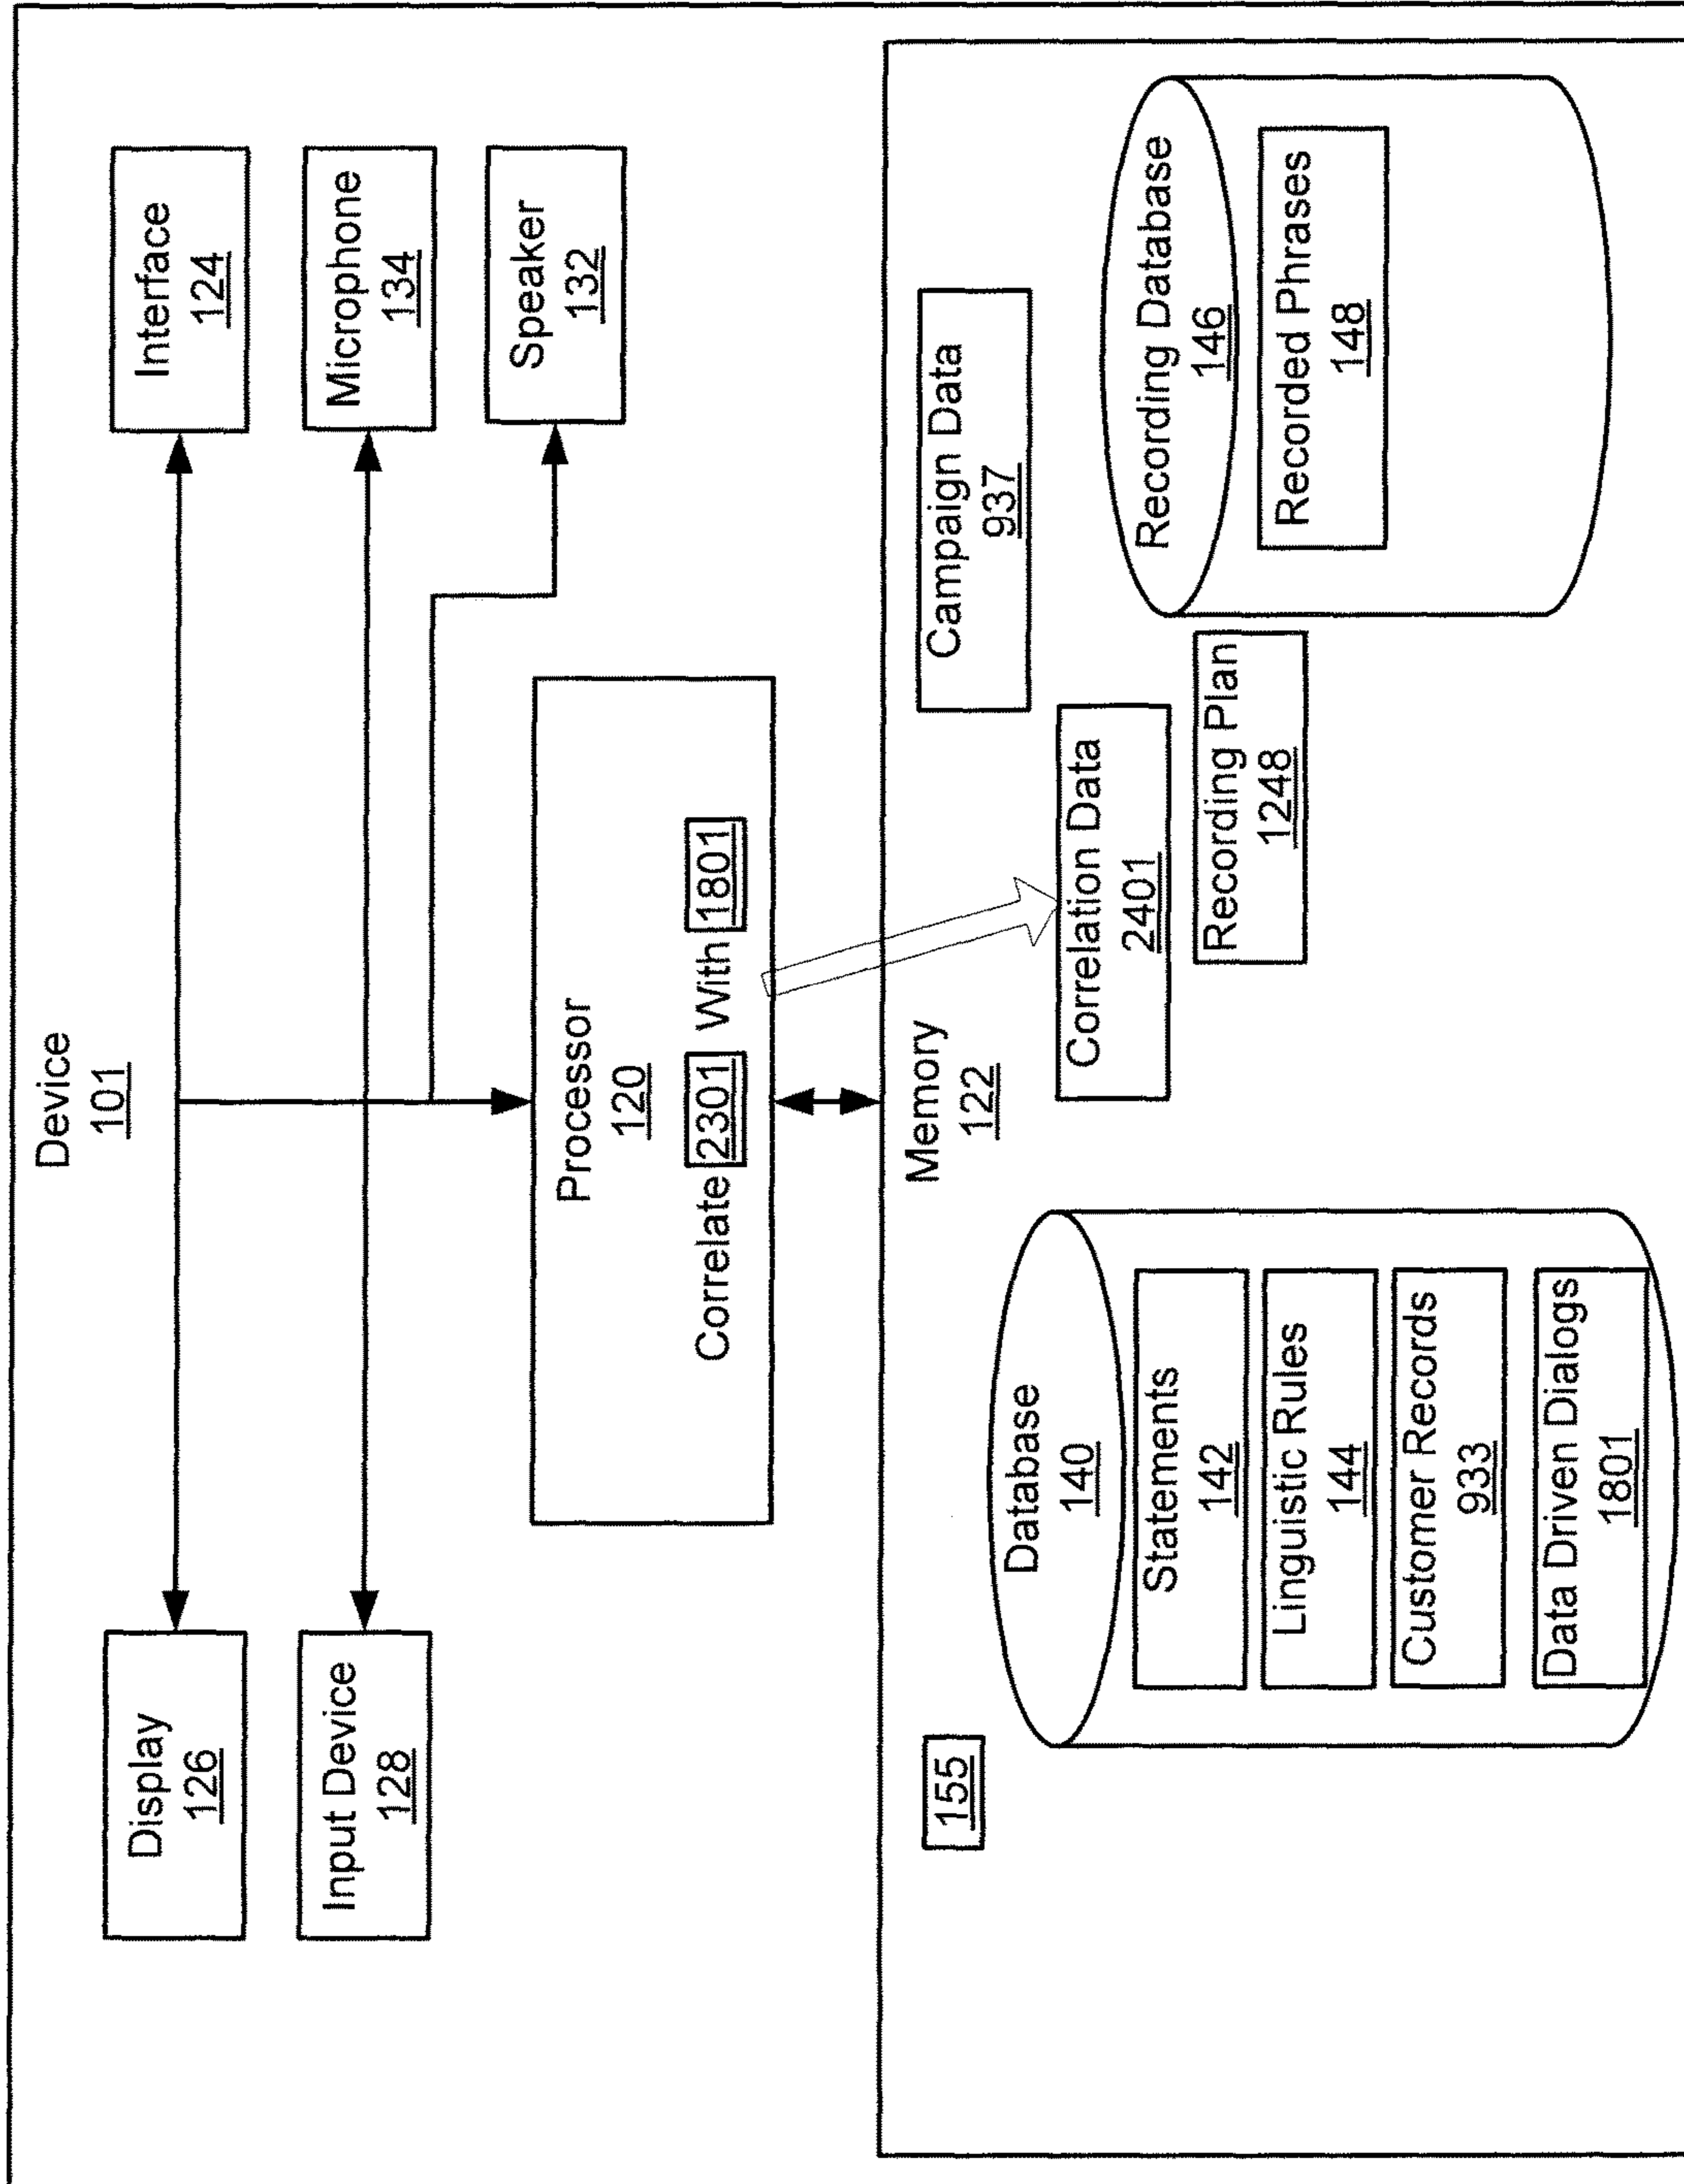 Device
101
Display
126
Interface
124
Input Device
128
Microphone
134
Speaker
132
Processor
120
Correlate 2301 With 1801
Memory
122
155
Campaign Data
937
Database
140
Correlation Data
2401
Recording Database
146
Statements
142
Recording Plan
1248
Linguistic Rules
144
Recorded Phrases
148
Customer Records
933
Data Driven Dialogs
1801